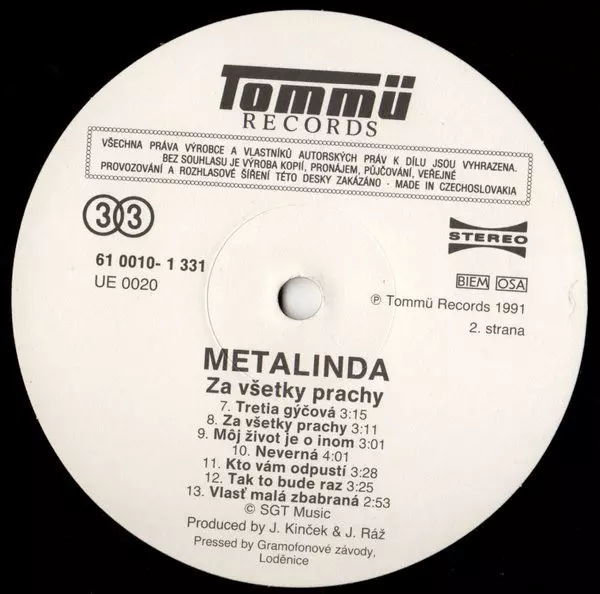 Tommü
RECORDS
VŠECHNA PRÁVA VÝROBCE A VLASTNÍKŮ AUTORSKÝCH PRÁV K DÍLU JSOU VYHRAZENA.
BEZ SOUHLASU JE VÝROBA KOPIÍ, PRONÁJEM, PŮJČOVÁNÍ, VEŘEJNÉ
PROVOZOVÁNÍ A ROZHLASOVÉ ŠÍŘENÍ TÉTO DESKY ZAKÁZÁNO - MADE IN CZECHOSLOVAKIA
33
STEREO
61 0010- 1 331
UE 0020
BIEM OSA
℗ Tommü Records 1991
2. strana
METALINDA
Za všetky prachy
7. Tretia gýčová 3:15
8. Za všetky prachy 3:11
9. Môj život je o inom 3:01
10. Neverná 4:01
11. Kto vám odpustí 3:28
12. Tak to bude raz 3:25
13. Vlasť malá zbabraná 2:53
© SGT Music
Produced by J. Kinček & J. Ráž
Pressed by Gramofonové závody,
Loděnice